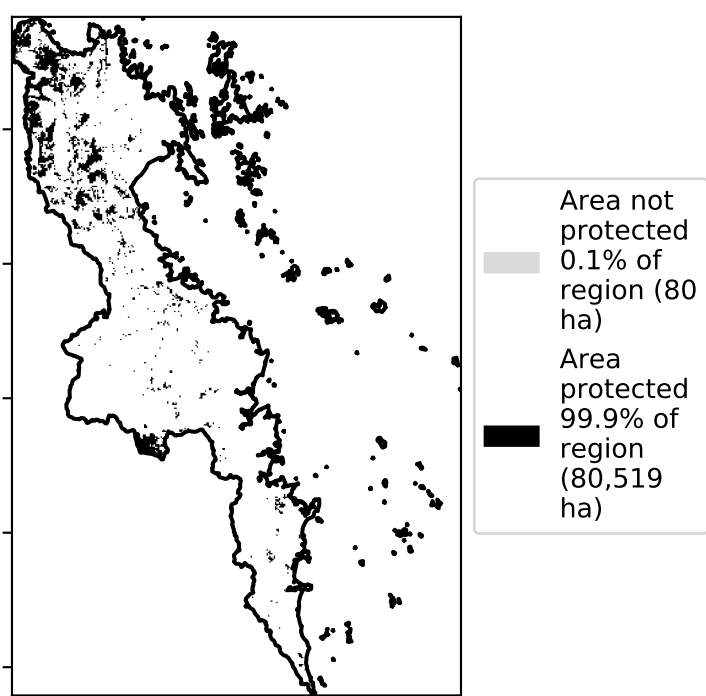 Area not
protected
0.1% of
region (80
ha)
Area
protected
99.9% of
region
(80,519
ha)